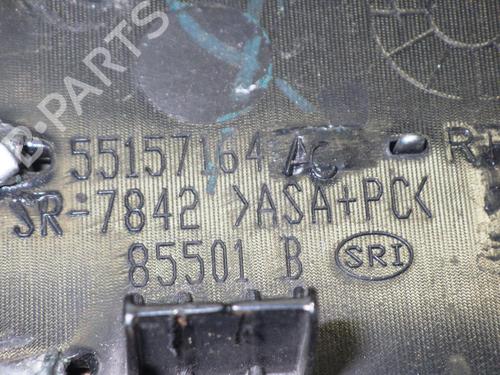 B-PARTS
55157164 AC
SR-7842 >ASA+PC<
85501 B SRI